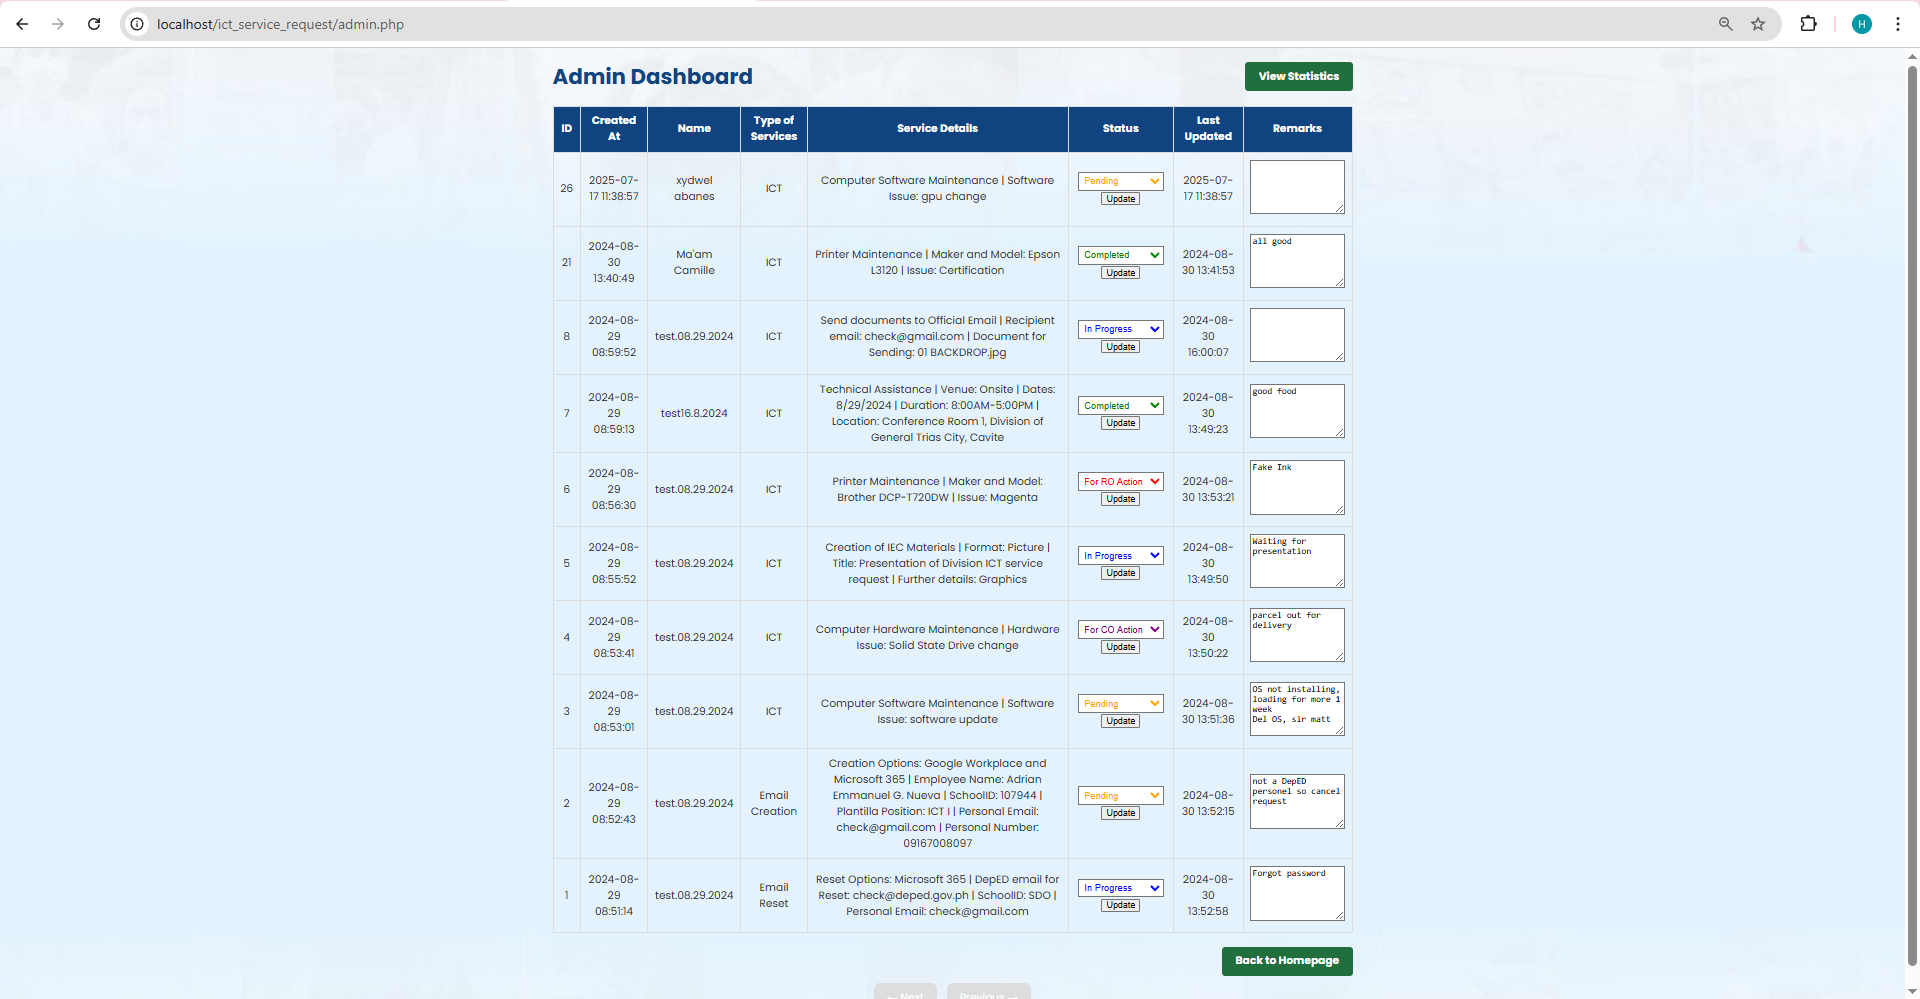 localhost/ict_service_request/admin.php
H
Admin Dashboard
View Statistics
ID
Created
At
Name
Type of
Services
Service Details
Status
Last
Updated
Remarks
26
2025-07-
17 11:38:57
xydwel
abanes
ICT
Computer Software Maintenance | Software
Issue: gpu change
Pending
Update
2025-07-
17 11:38:57
21
2024-08-
30
13:40:49
Ma'am
Camille
ICT
Printer Maintenance | Maker and Model: Epson
L3120 | Issue: Certification
Completed
Update
2024-08-
30 13:41:53
all good
8
2024-08-
29
08:59:52
test.08.29.2024
ICT
Send documents to Official Email | Recipient
email: check@gmail.com | Document for
Sending: 01 BACKDROP.jpg
In Progress
Update
2024-08-
30
16:00:07
7
2024-08-
29
08:59:13
test16.8.2024
ICT
Technical Assistance | Venue: Onsite | Dates:
8/29/2024 | Duration: 8:00AM-5:00PM |
Location: Conference Room 1, Division of
General Trias City, Cavite
Completed
Update
2024-08-
30
13:49:23
good food
6
2024-08-
29
08:56:30
test.08.29.2024
ICT
Printer Maintenance | Maker and Model:
Brother DCP-T720DW | Issue: Magenta
For RO Action
Update
2024-08-
30 13:53:21
Fake Ink
5
2024-08-
29
08:55:52
test.08.29.2024
ICT
Creation of IEC Materials | Format: Picture |
Title: Presentation of Division ICT service
request | Further details: Graphics
In Progress
Update
2024-08-
30
13:49:50
Waiting for
presentation
4
2024-08-
29
08:53:41
test.08.29.2024
ICT
Computer Hardware Maintenance | Hardware
Issue: Solid State Drive change
For CO Action
Update
2024-08-
30
13:50:22
parcel out for
delivery
3
2024-08-
29
08:53:01
test.08.29.2024
ICT
Computer Software Maintenance | Software
Issue: software update
Pending
Update
2024-08-
30 13:51:36
OS not installing,
loading for more 1
week
Del OS, sir matt
2
2024-08-
29
08:52:43
test.08.29.2024
Email
Creation
Creation Options: Google Workplace and
Microsoft 365 | Employee Name: Adrian
Emmanuel G. Nueva | SchoolID: 107944 |
Plantilla Position: ICT I | Personal Email:
check@gmail.com | Personal Number:
09167008097
Pending
Update
2024-08-
30 13:52:15
not a DepED
personel so cancel
request
1
2024-08-
29
08:51:14
test.08.29.2024
Email
Reset
Reset Options: Microsoft 365 | DepED email for
Reset: check@deped.gov.ph | SchoolID: SDO |
Personal Email: check@gmail.com
In Progress
Update
2024-08-
30
13:52:58
Forgot password
Back to Homepage
← Next
Previous →